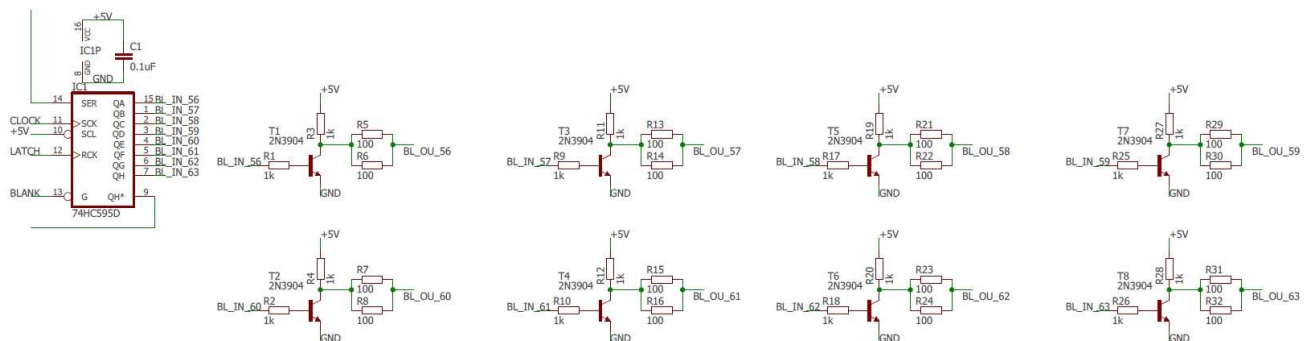 +5V
16
VCC
IC1P
GND
8
C1
0.1uF
GND
IC1
14 SER QA 15 BL_IN_56
QB 1 BL_IN_57
CLOCK 11 SCK QC 2 BL_IN_58
+5V 10 SCL QD 3 BL_IN_59
QE 4 BL_IN_60
LATCH 12 RCK QF 5 BL_IN_61
QG 6 BL_IN_62
QH 7 BL_IN_63
BLANK 13 G QH* 9
74HC595D
+5V
T1
2N3904
R3
1k
R5
100
R6
100
BL_IN_56
R1
1k
BL_OU_56
GND
+5V
T3
2N3904
R11
1k
R13
100
R14
100
BL_IN_57
R9
1k
BL_OU_57
GND
+5V
T5
2N3904
R19
1k
R21
100
R22
100
BL_IN_58
R17
1k
BL_OU_58
GND
+5V
T7
2N3904
R27
1k
R29
100
R30
100
BL_IN_59
R25
1k
BL_OU_59
GND
+5V
T2
2N3904
R4
1k
R7
100
R8
100
BL_IN_60
R2
1k
BL_OU_60
GND
+5V
T4
2N3904
R12
1k
R15
100
R16
100
BL_IN_61
R10
1k
BL_OU_61
GND
+5V
T6
2N3904
R20
1k
R23
100
R24
100
BL_IN_62
R18
1k
BL_OU_62
GND
+5V
T8
2N3904
R28
1k
R31
100
R32
100
BL_IN_63
R26
1k
BL_OU_63
GND